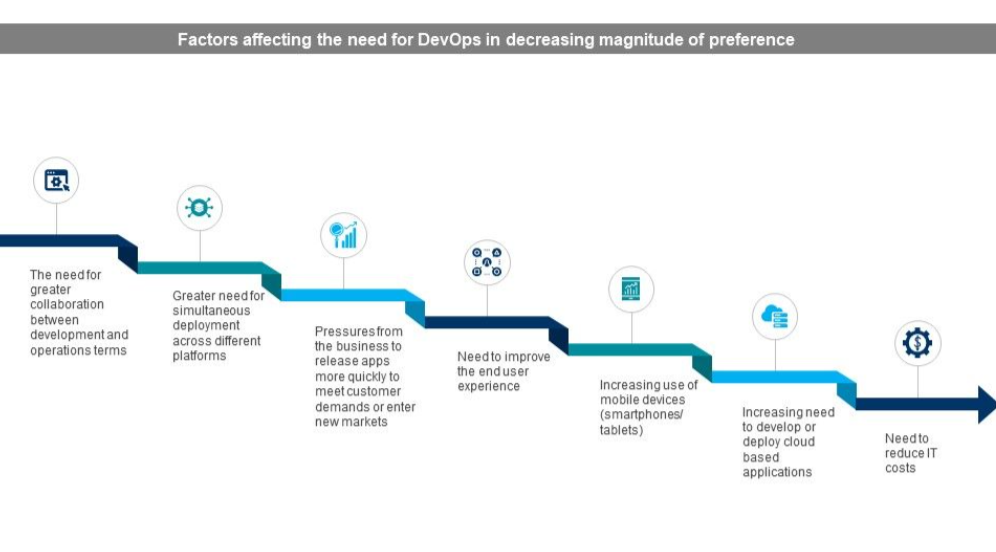 Factors affecting the need for DevOps in decreasing magnitude of preference
The need for
greater
collaboration
between
development and
operations terms
Greater need for
simultaneous
deployment
across different
platforms
Pressures from
the business to
release apps
more quickly to
meet customer
demands or enter
new markets
Need to improve
the end user
experience
Increasing use of
mobile devices
(smartphones/
tablets)
Increasing need
to develop or
deploy cloud
based
applications
Need to
reduce IT
costs